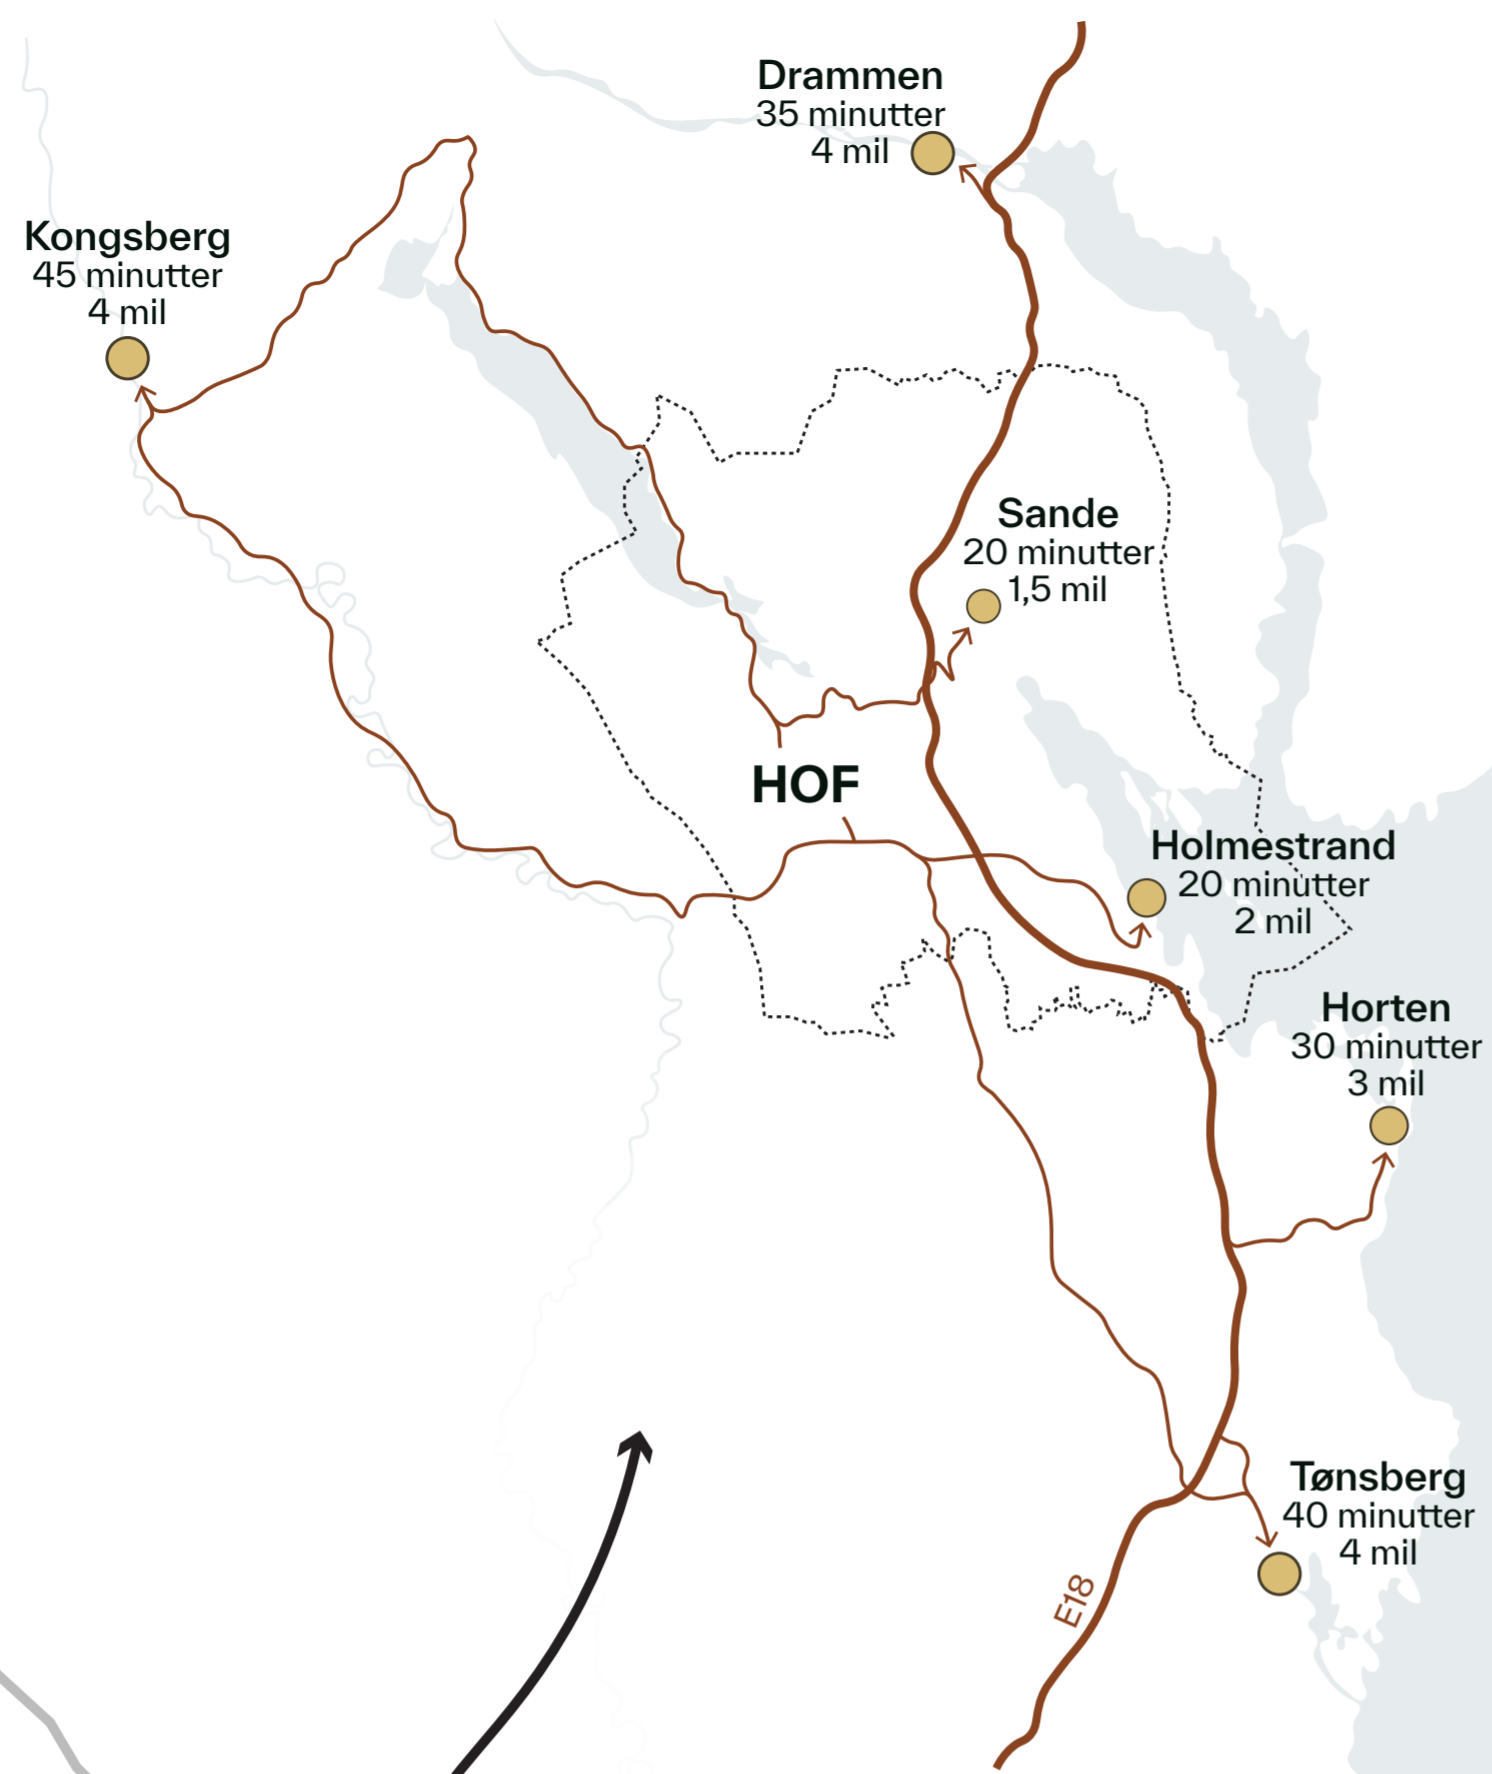 Drammen
35 minutter
4 mil
Kongsberg
45 minutter
4 mil
Sande
20 minutter
1,5 mil
HOF
Holmestrand
20 minutter
2 mil
Horten
30 minutter
3 mil
Tønsberg
40 minutter
4 mil
E18